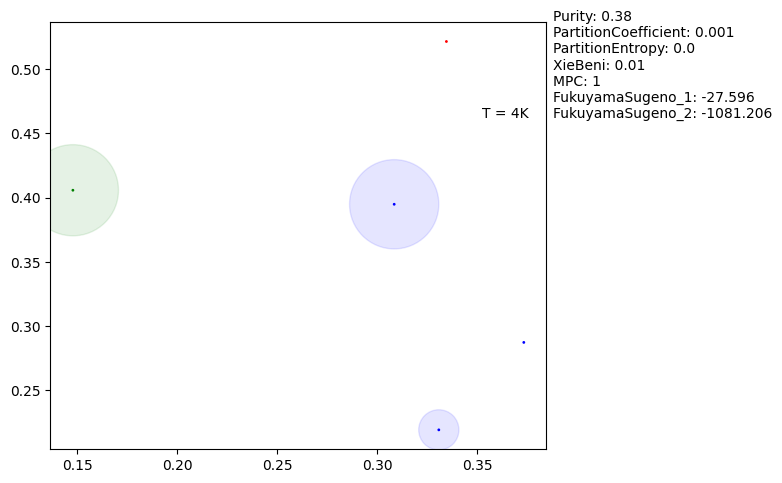 Purity: 0.38
PartitionCoefficient: 0.001
PartitionEntropy: 0.0
XieBeni: 0.01
MPC: 1
FukuyamaSugeno_1: -27.596
FukuyamaSugeno_2: -1081.206
T = 4K
0.50
0.45
0.40
0.35
0.30
0.25
0.15
0.20
0.25
0.30
0.35